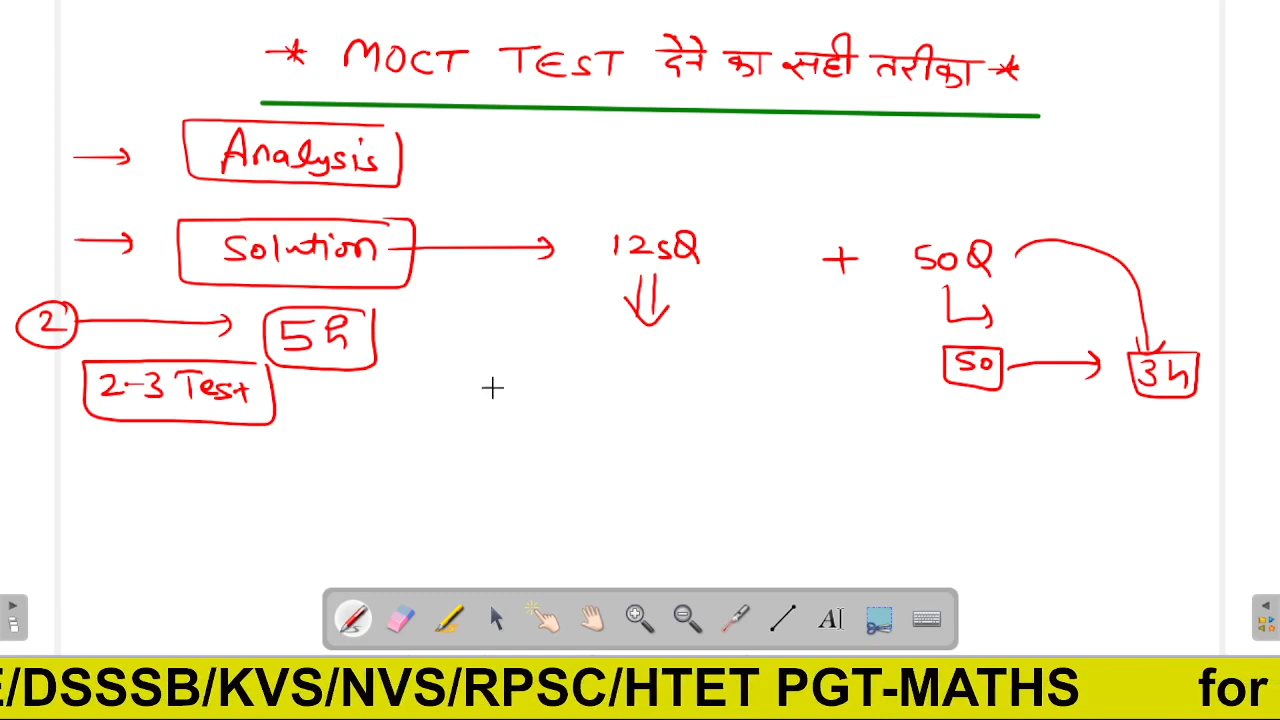 * MOCT TEST देने का सही तरीका *
Analysis
Solution 125Q + 50Q
2 5h
50 3h
2-3 Test
AI
E/DSSSB/KVS/NVS/RPSC/HTET PGT-MATHS for